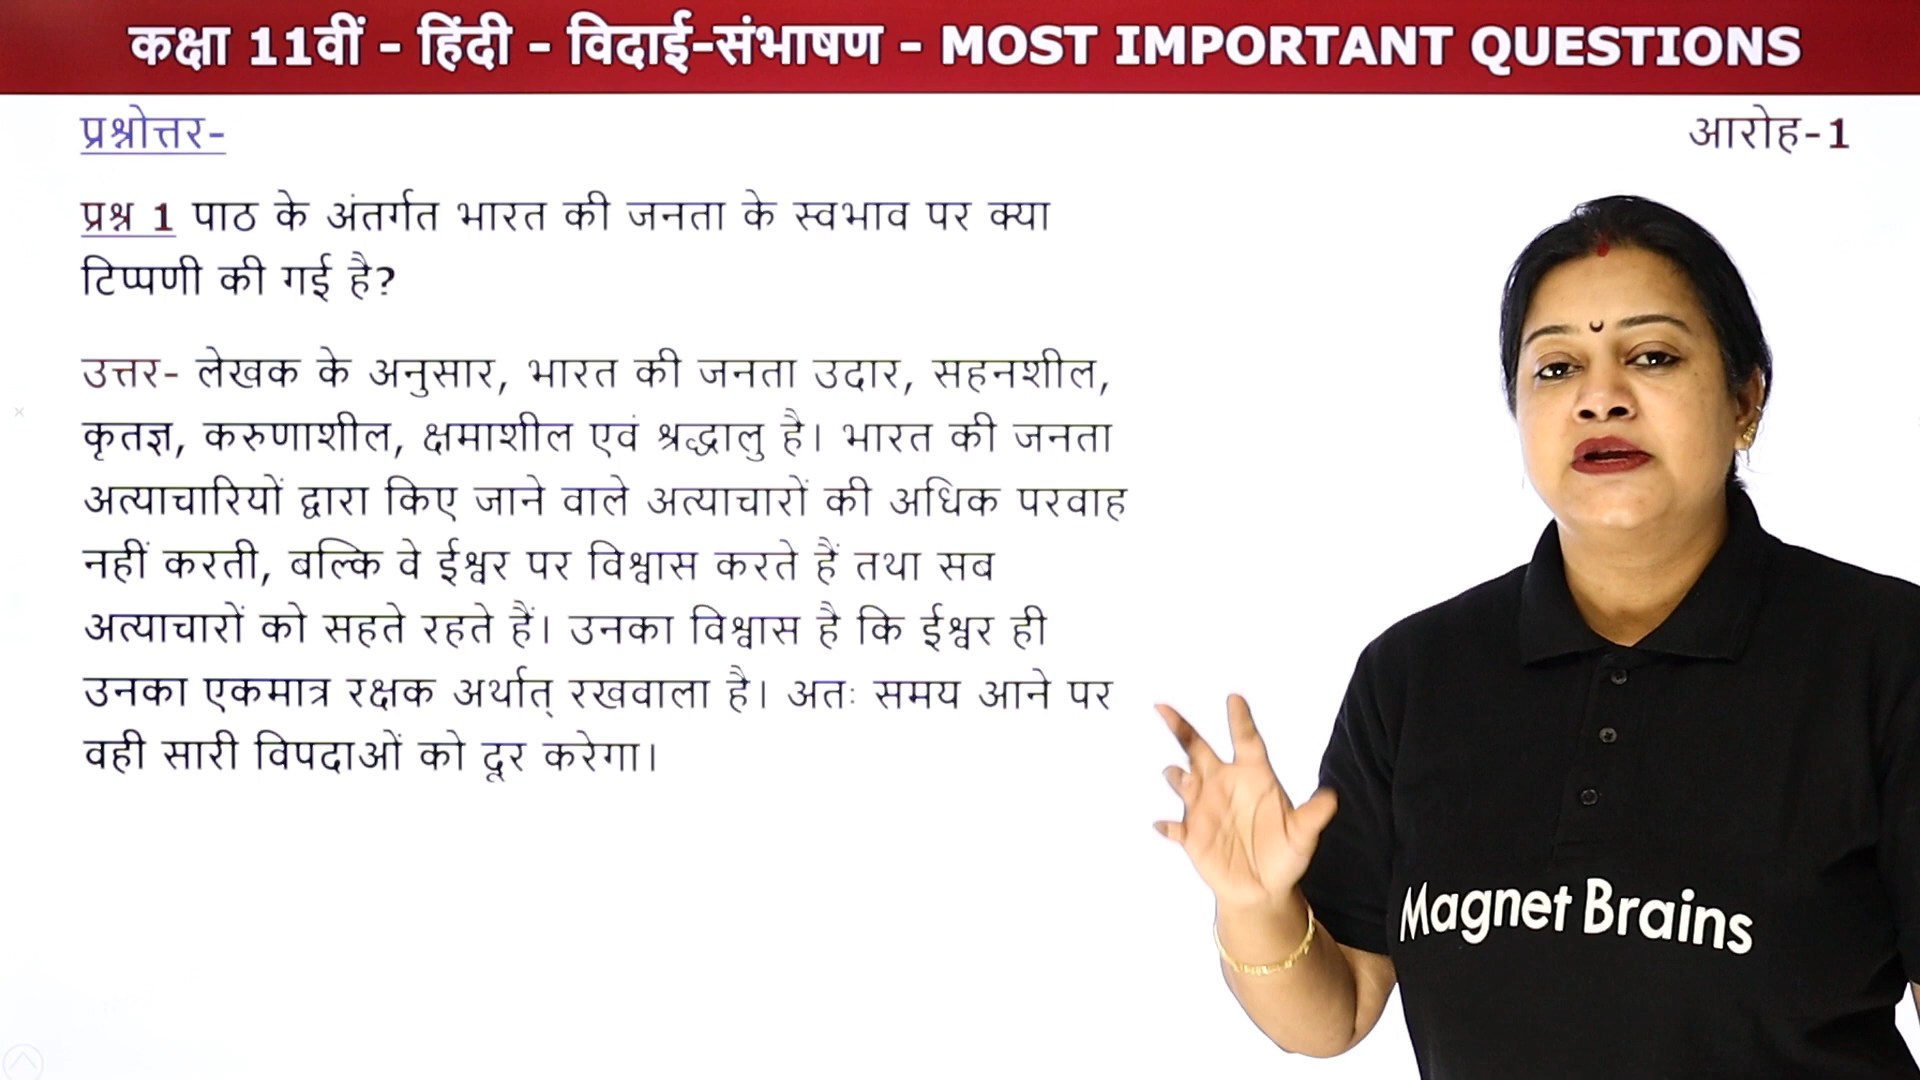 कक्षा 11वीं - हिंदी - विदाई-संभाषण - MOST IMPORTANT QUESTIONS
प्रश्नोत्तर-
आरोह-1
प्रश्न 1 पाठ के अंतर्गत भारत की जनता के स्वभाव पर क्या
टिप्पणी की गई है?
उत्तर- लेखक के अनुसार, भारत की जनता उदार, सहनशील,
कृतज्ञ, करुणाशील, क्षमाशील एवं श्रद्धालु है। भारत की जनता
अत्याचारियों द्वारा किए जाने वाले अत्याचारों की अधिक परवाह
नहीं करती, बल्कि वे ईश्वर पर विश्वास करते हैं तथा सब
अत्याचारों को सहते रहते हैं। उनका विश्वास है कि ईश्वर ही
उनका एकमात्र रक्षक अर्थात् रखवाला है। अतः समय आने पर
वही सारी विपदाओं को दूर करेगा।
Magnet Brains